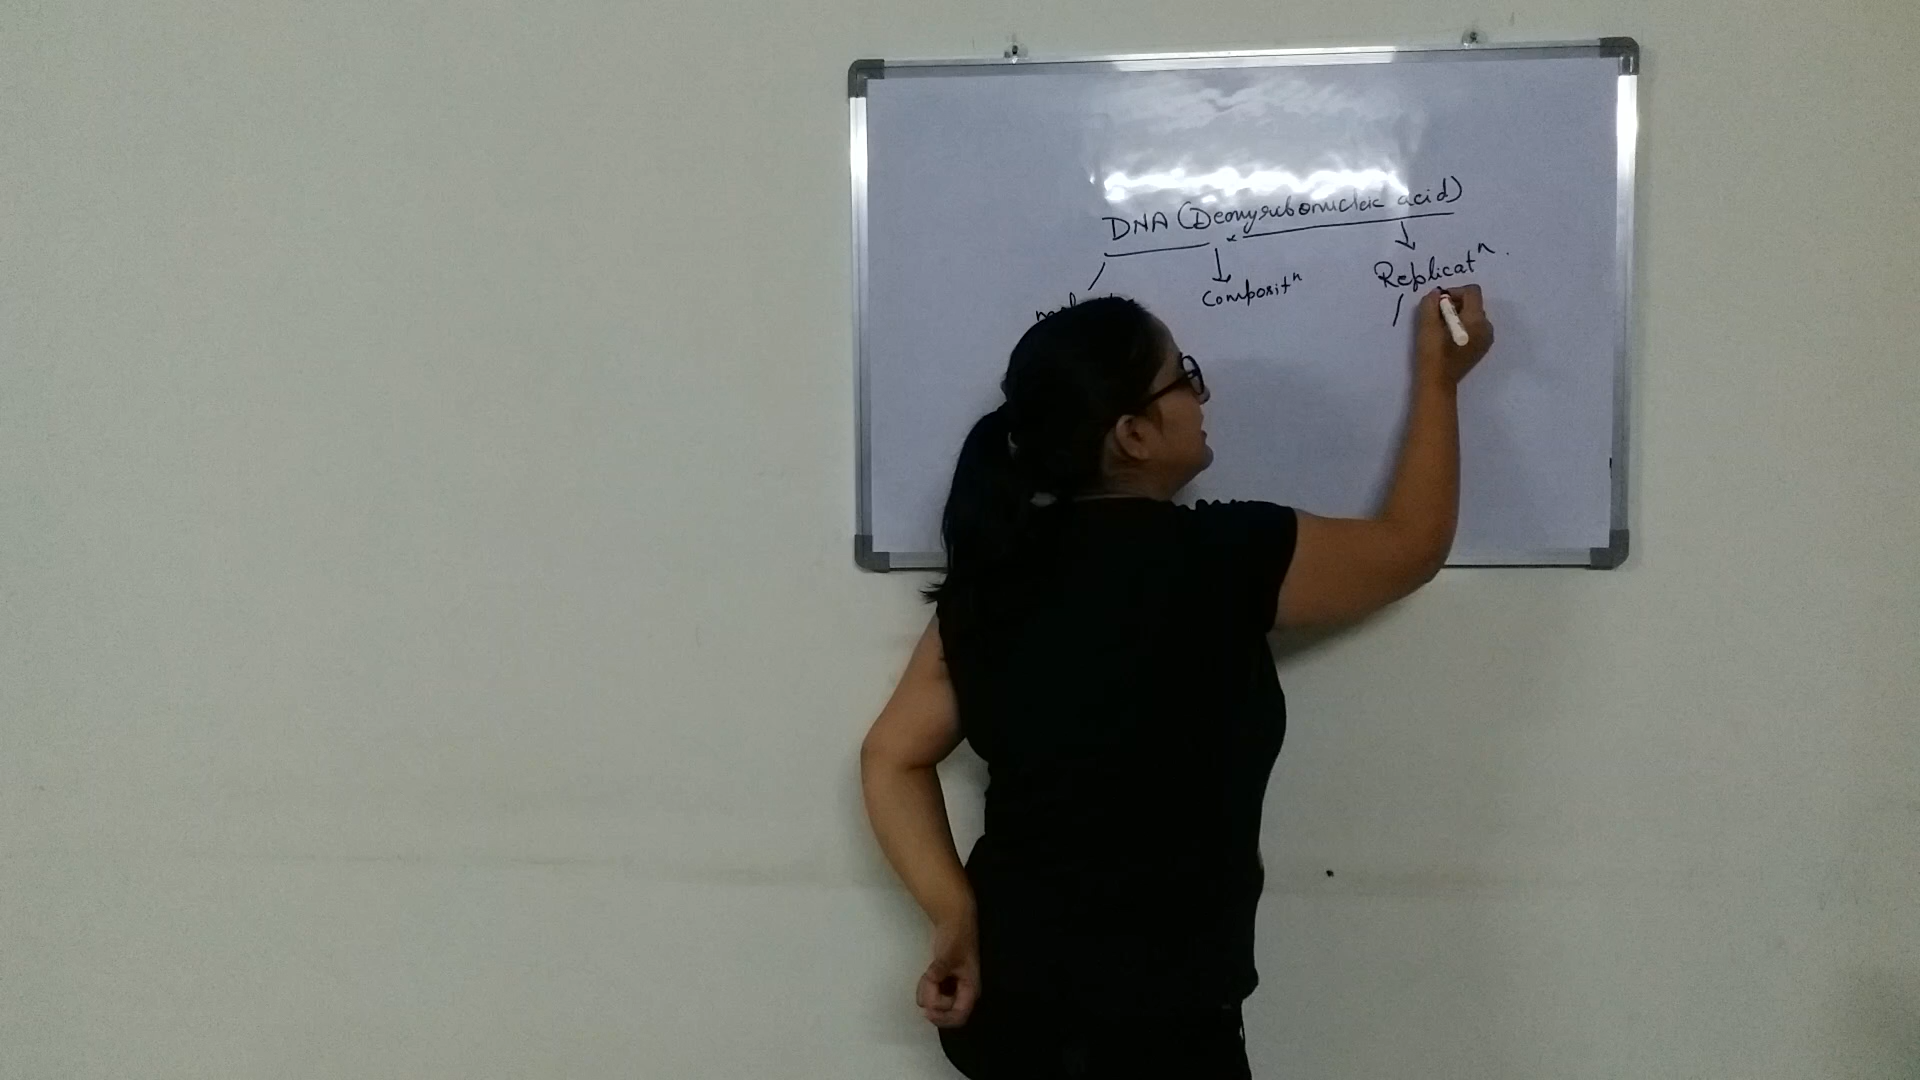 DNA (Deoxyribonucleic acid)
Compositⁿ
Replicatⁿ.